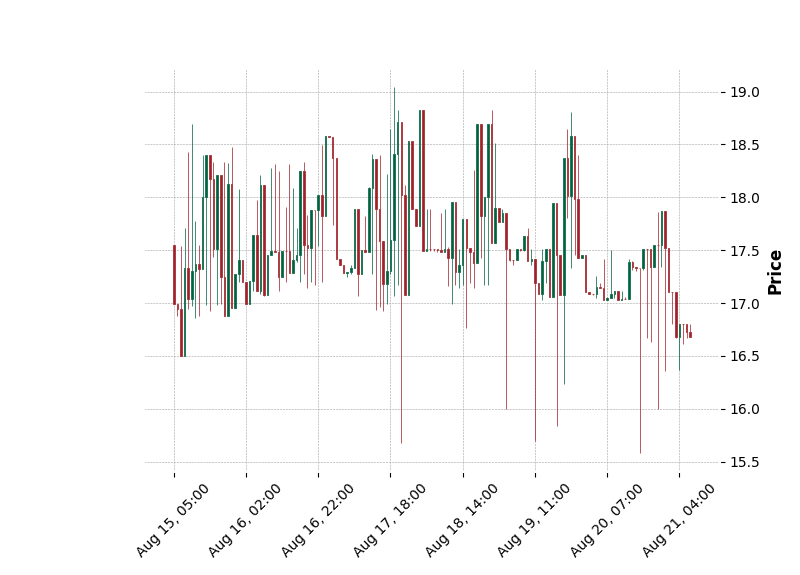 19.0
18.5
18.0
17.5
17.0
16.5
16.0
15.5
Price
Aug 15, 05:00
Aug 16, 02:00
Aug 16, 22:00
Aug 17, 18:00
Aug 18, 14:00
Aug 19, 11:00
Aug 20, 07:00
Aug 21, 04:00